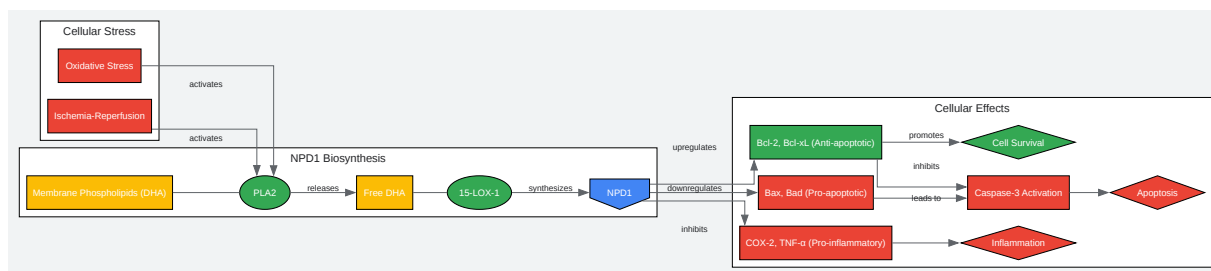 Cellular Stress
Oxidative Stress
activates
Ischemia-Reperfusion
activates
NPD1 Biosynthesis
Membrane Phospholipids (DHA)
PLA2
releases
Free DHA
15-LOX-1
synthesizes
NPD1
upregulates
downregulates
inhibits
Cellular Effects
Bcl-2, Bcl-xL (Anti-apoptotic)
promotes
Cell Survival
inhibits
Bax, Bad (Pro-apoptotic)
leads to
Caspase-3 Activation
Apoptosis
COX-2, TNF-α (Pro-inflammatory)
Inflammation